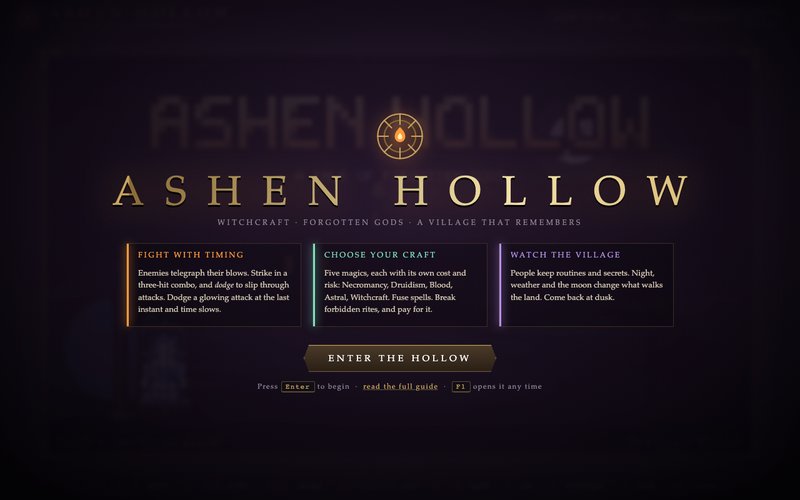 ASHEN HOLLOW
ASHEN HOLLOW
WITCHCRAFT · FORGOTTEN GODS · A VILLAGE THAT REMEMBERS
FIGHT WITH TIMING
Enemies telegraph their blows. Strike in a
three-hit combo, and dodge to slip through
attacks. Dodge a glowing attack at the last
instant and time slows.
CHOOSE YOUR CRAFT
Five magics, each with its own cost and
risk: Necromancy, Druidism, Blood,
Astral, Witchcraft. Fuse spells. Break
forbidden rites, and pay for it.
WATCH THE VILLAGE
People keep routines and secrets. Night,
weather and the moon change what walks
the land. Come back at dusk.
ENTER THE HOLLOW
Press Enter to begin · read the full guide · F1 opens it any time